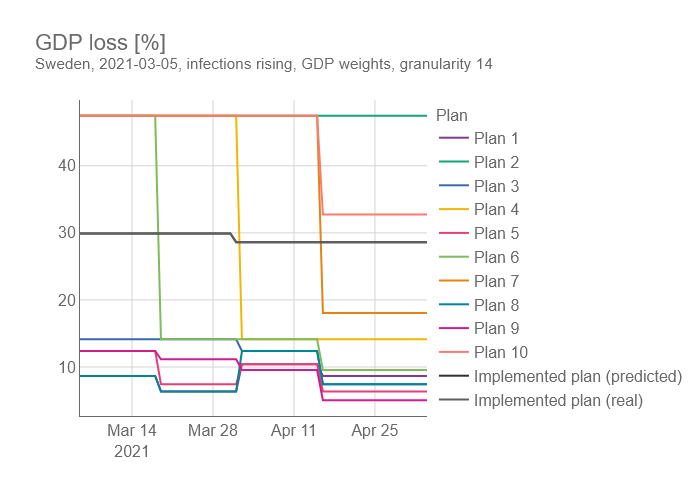 GDP loss [%]
Sweden, 2021-03-05, infections rising, GDP weights, granularity 14
40
30
20
10
Mar 14
2021
Mar 28
Apr 11
Apr 25
Plan
Plan 1
Plan 2
Plan 3
Plan 4
Plan 5
Plan 6
Plan 7
Plan 8
Plan 9
Plan 10
Implemented plan (predicted)
Implemented plan (real)